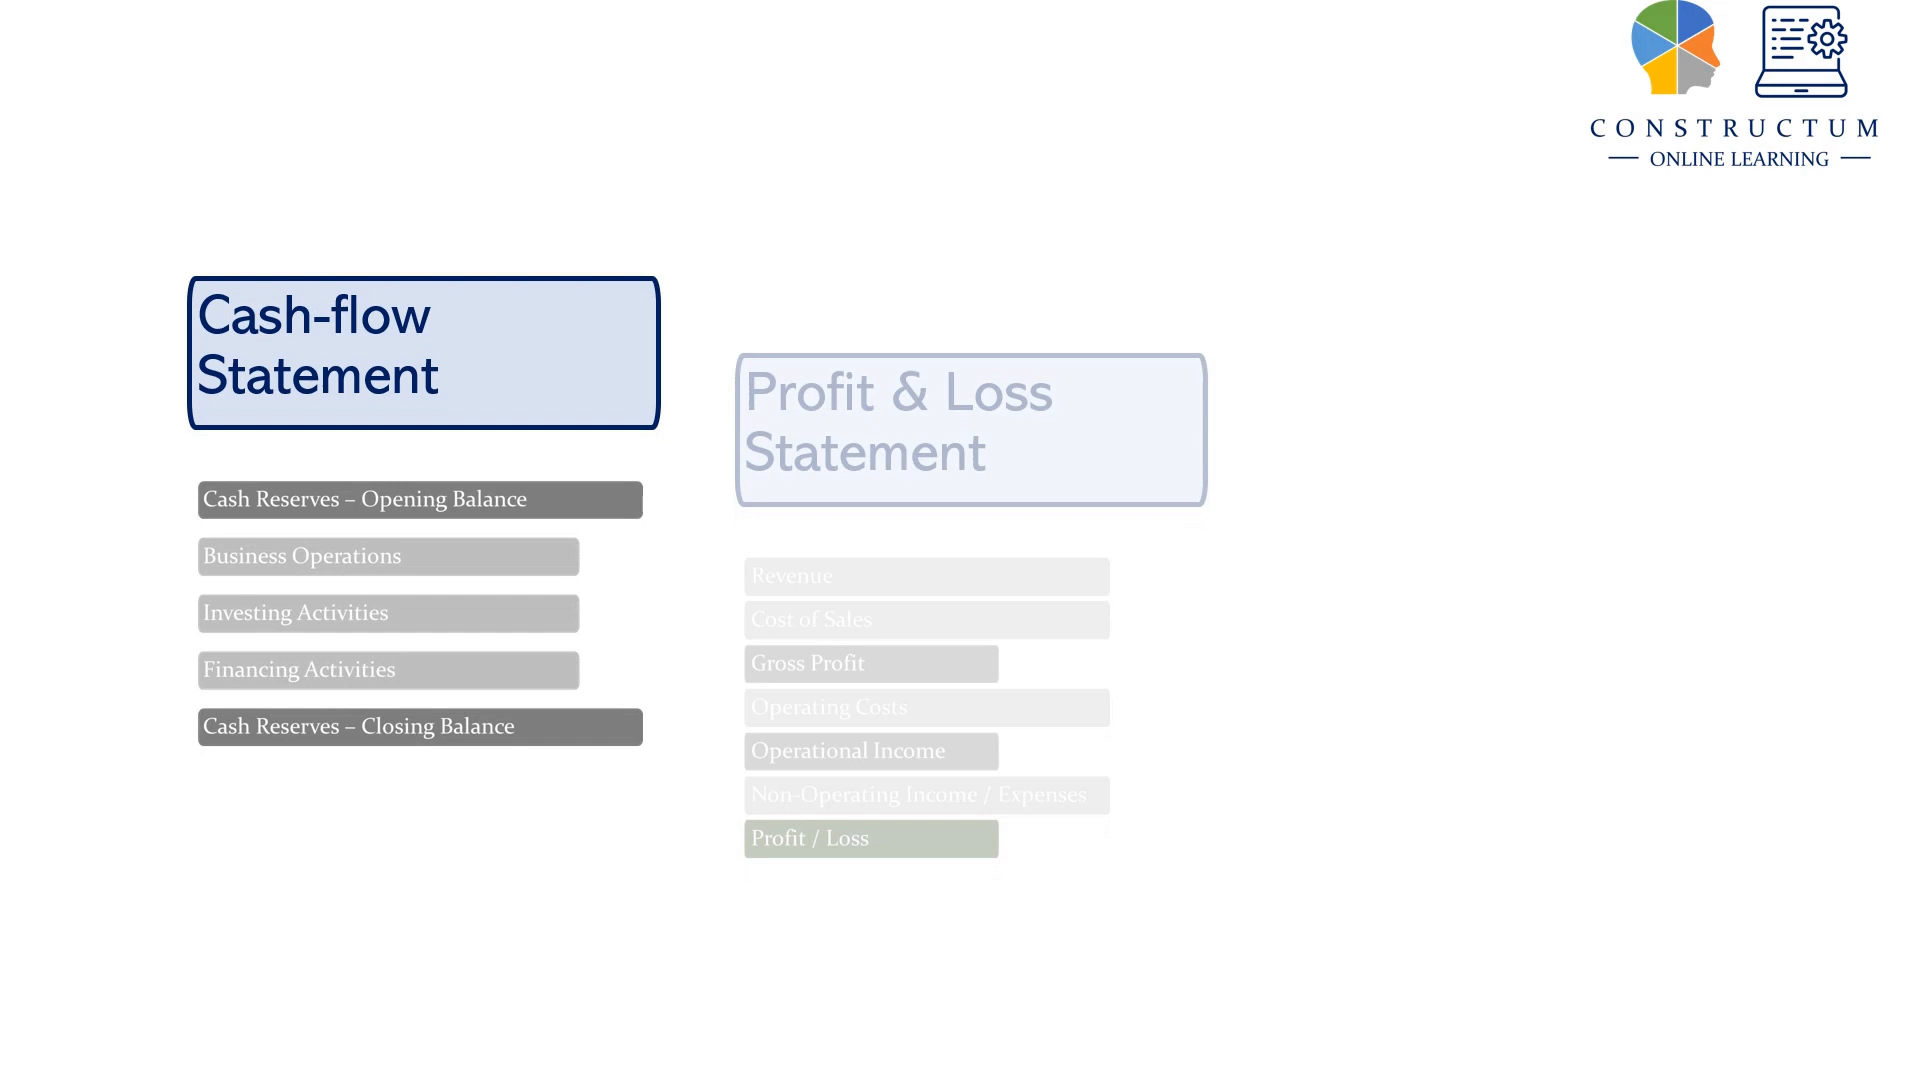 CONSTRUCTUM
ONLINE LEARNING
Cash-flow
Statement
Cash Reserves – Opening Balance
Business Operations
Investing Activities
Financing Activities
Cash Reserves – Closing Balance
Profit & Loss
Statement
Revenue
Cost of Sales
Gross Profit
Operating Costs
Operational Income
Non-Operating Income / Expenses
Profit / Loss